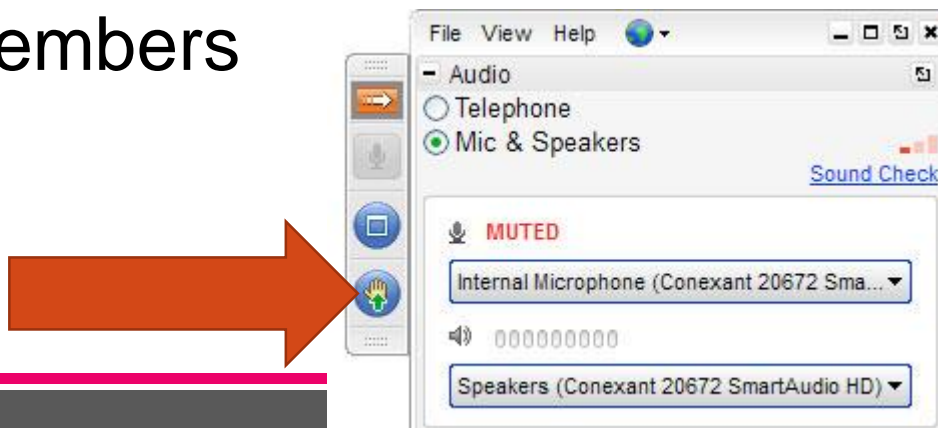 File View Help
Audio
Telephone
Mic & Speakers
Sound Check
MUTED
Internal Microphone (Conexant 20672 Sma...
000000000
Speakers (Conexant 20672 SmartAudio HD)